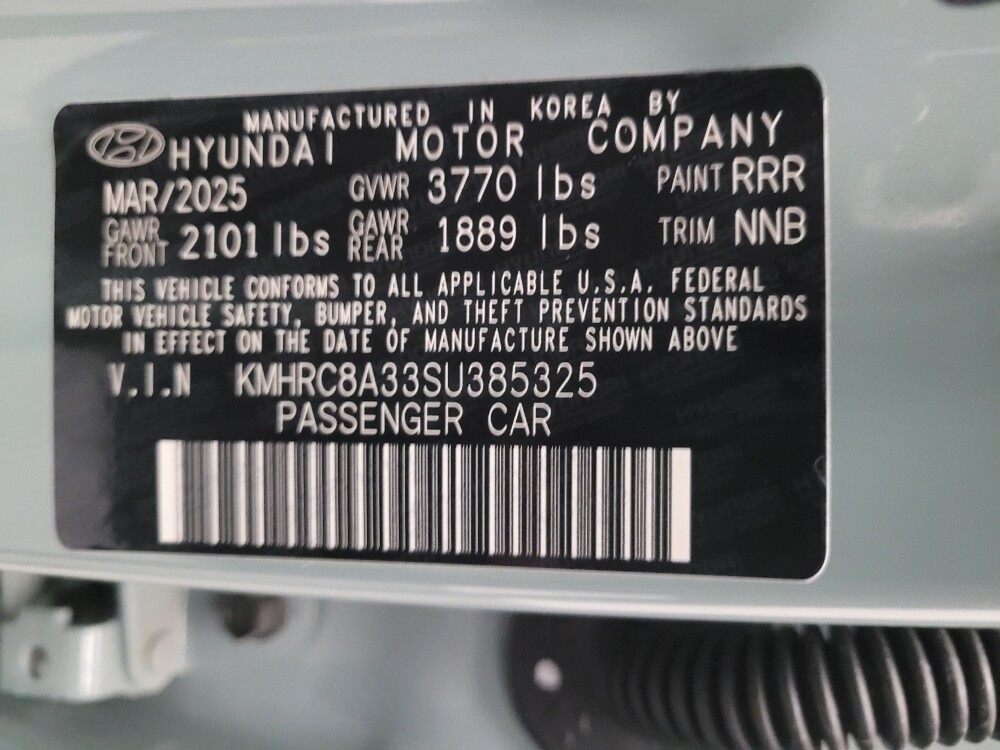 MANUFACTURED IN KOREA BY
HYUNDAI MOTOR COMPANY
MAR/2025 GVWR 3770 lbs PAINT RRR
GAWR FRONT 2101 lbs GAWR REAR 1889 lbs TRIM NNB
THIS VEHICLE CONFORMS TO ALL APPLICABLE U.S.A. FEDERAL
MOTOR VEHICLE SAFETY, BUMPER, AND THEFT PREVENTION STANDARDS
IN EFFECT ON THE DATE OF MANUFACTURE SHOWN ABOVE
V.I.N KMHRC8A33SU385325
PASSENGER CAR